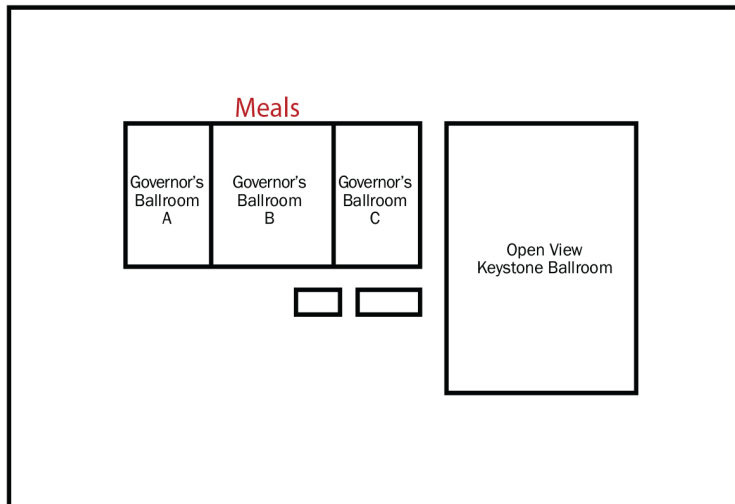 Meals
Governor’s
Ballroom
A
Governor’s
Ballroom
B
Governor’s
Ballroom
C
Open View
Keystone Ballroom